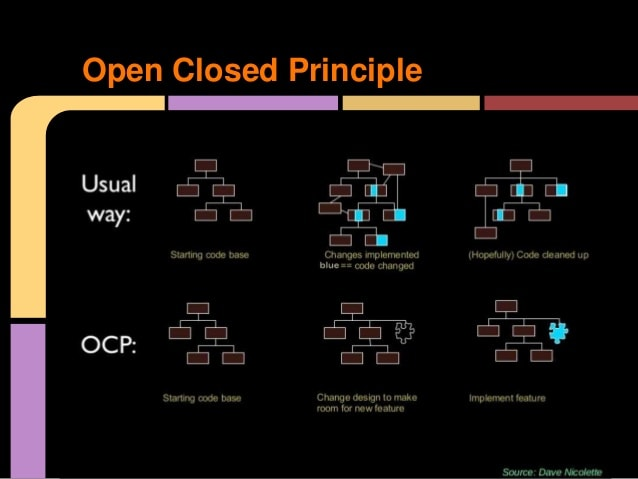 Open Closed Principle
Usual
way:
Starting code base
Changes implemented
blue == code changed
(Hopefully) Code cleaned up
OCP:
Starting code base
Change design to make
room for new feature
Implement feature
Source: Dave Nicolette